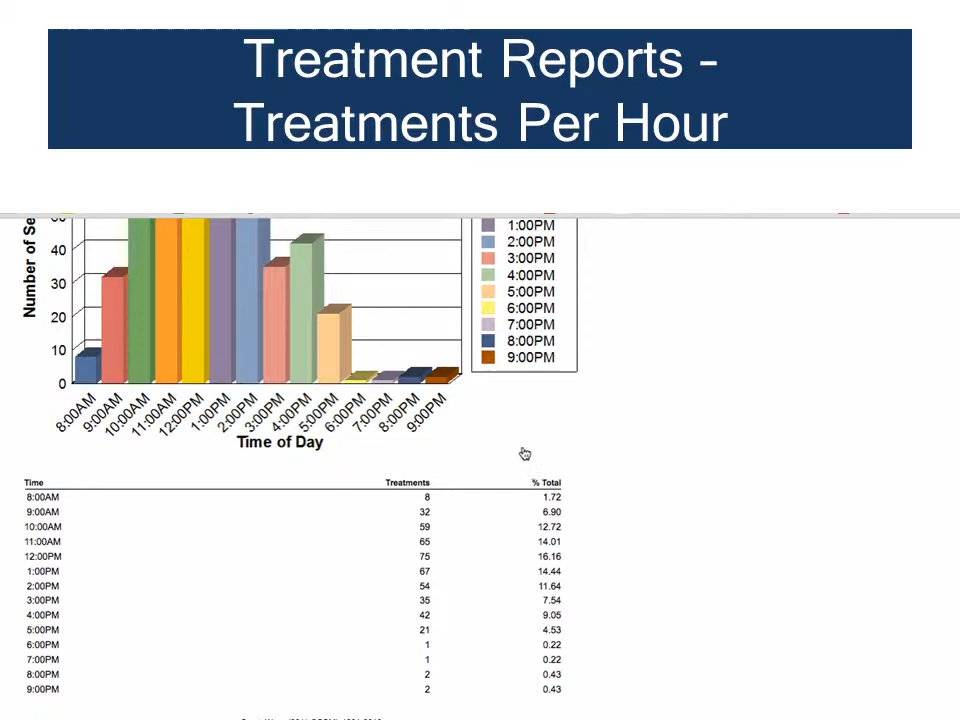 Treatment Reports –
Treatments Per Hour
Number of Se
40
30
20
10
0
8:00AM
9:00AM
10:00AM
11:00AM
12:00PM
1:00PM
2:00PM
3:00PM
4:00PM
5:00PM
6:00PM
7:00PM
8:00PM
9:00PM
Time of Day
1:00PM
2:00PM
3:00PM
4:00PM
5:00PM
6:00PM
7:00PM
8:00PM
9:00PM
Time Treatments % Total
8:00AM 8 1.72
9:00AM 32 6.90
10:00AM 59 12.72
11:00AM 65 14.01
12:00PM 75 16.16
1:00PM 67 14.44
2:00PM 54 11.64
3:00PM 35 7.54
4:00PM 42 9.05
5:00PM 21 4.53
6:00PM 1 0.22
7:00PM 1 0.22
8:00PM 2 0.43
9:00PM 2 0.43